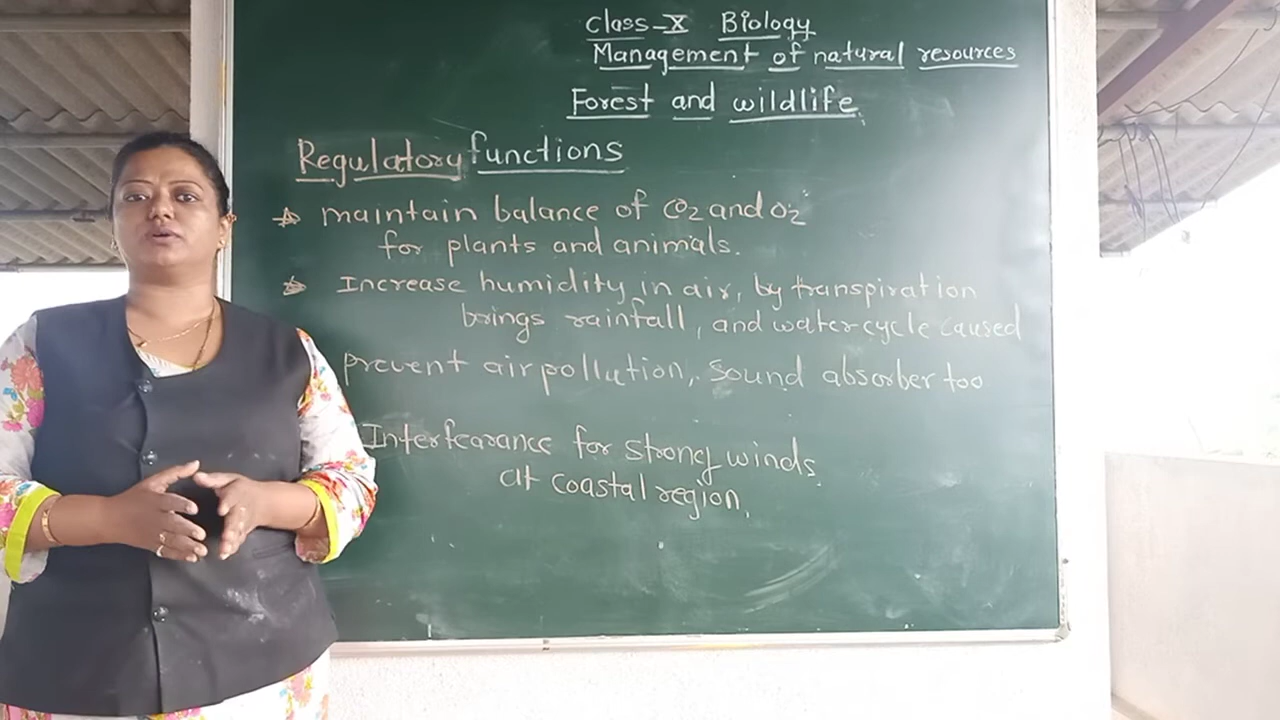 class-X Biology
Management of natural resources
Forest and wildlife
Regulatory functions
maintain balance of CO2 and O2
for plants and animals.
Increase humidity in air, by transpiration
brings rainfall, and water cycle caused
prevent air pollution, Sound absorber too
Interfearance for strong winds
at coastal region,